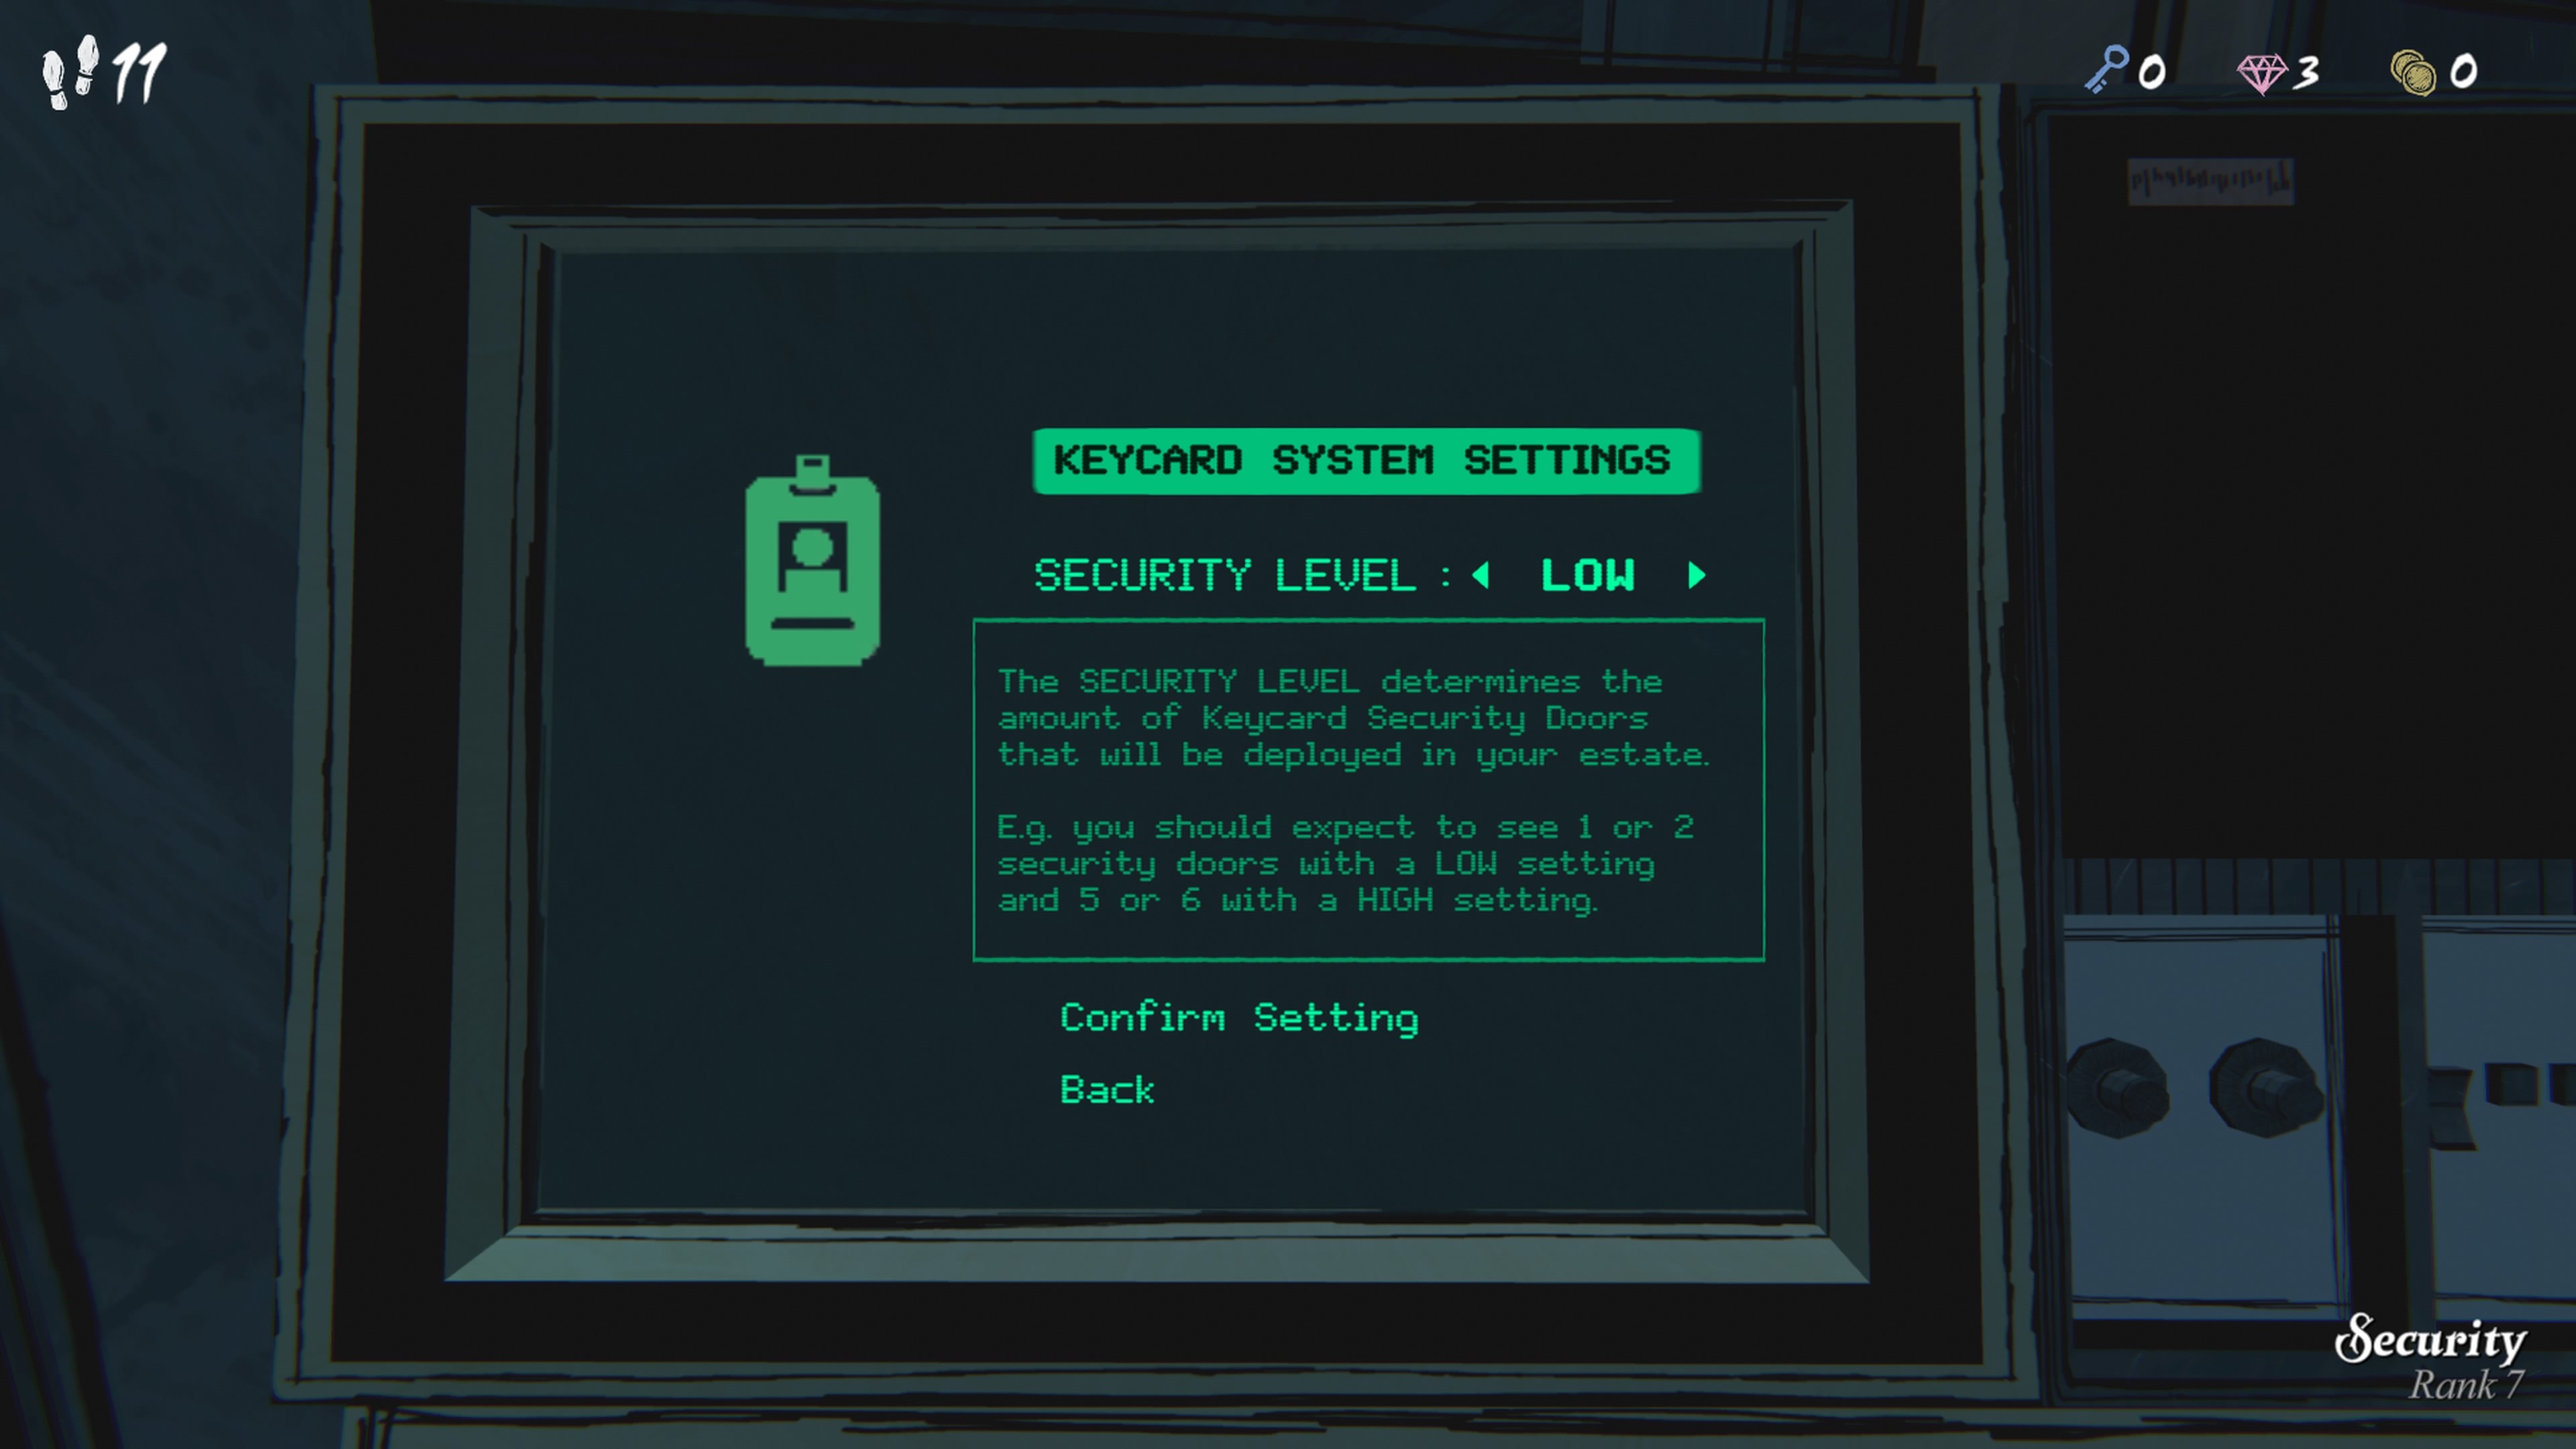 11
0
3
0
KEYCARD SYSTEM SETTINGS
SECURITY LEVEL : LOW
The SECURITY LEVEL determines the
amount of Keycard Security Doors
that will be deployed in your estate.
E.g. you should expect to see 1 or 2
security doors with a LOW setting
and 5 or 6 with a HIGH setting.
Confirm Setting
Back
Security
Rank 7